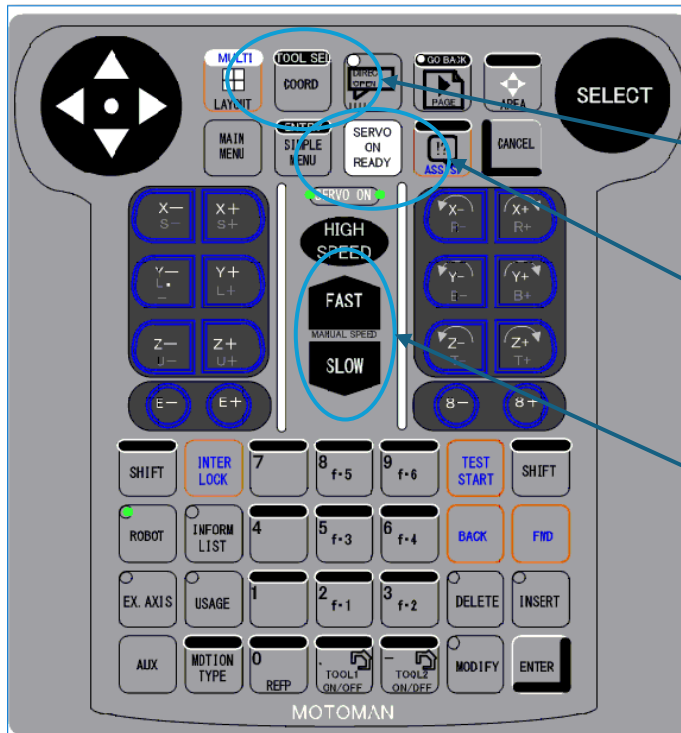 MULTI
LAYOUT
TOOL SEL
COORD
DIRECT
OPEN
GO BACK
PAGE
AREA
SELECT
MAIN
MENU
ENTRY
SIMPLE
MENU
SERVO
ON
READY
!?
ASSIST
CANCEL
SERVO ON
X-
S-
X+
S+
HIGH
SPEED
X-
R-
X+
R+
Y-
L-
Y+
L+
FAST
MANUAL SPEED
SLOW
Y-
B-
Y+
B+
Z-
U-
Z+
U+
Z-
T-
Z+
T+
E-
E+
8-
8+
SHIFT
INTER
LOCK
7
8
f·5
9
f·6
TEST
START
SHIFT
ROBOT
INFORM
LIST
4
5
f·3
6
f·4
BACK
FWD
EX. AXIS
USAGE
1
2
f·1
3
f·2
DELETE
INSERT
AUX
MOTION
TYPE
0
REFP
.
TOOL1
ON/OFF
-
TOOL2
ON/OFF
MODIFY
ENTER
MOTOMAN